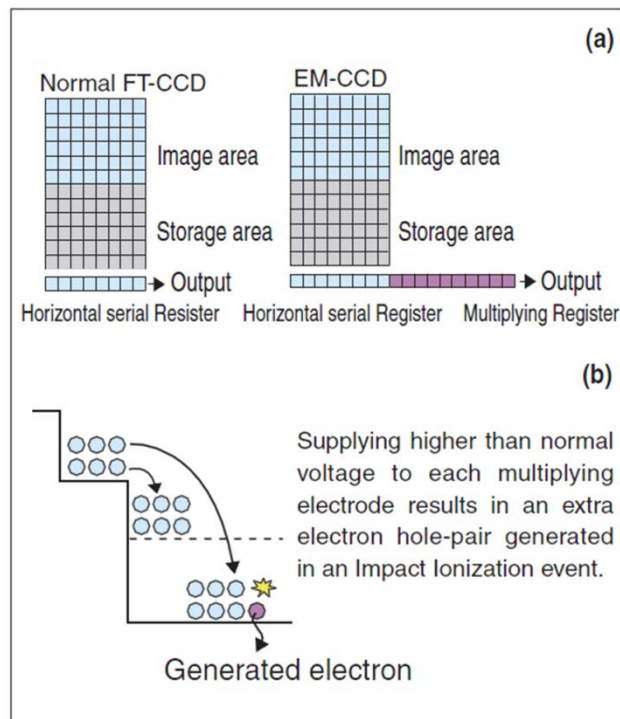 (a)
Normal FT-CCD
EM-CCD
Image area
Image area
Storage area
Storage area
Output
Output
Horizontal serial Resister
Horizontal serial Register
Multiplying Register
(b)
Supplying higher than normal
voltage to each multiplying
electrode results in an extra
electron hole-pair generated
in an Impact Ionization event.
Generated electron